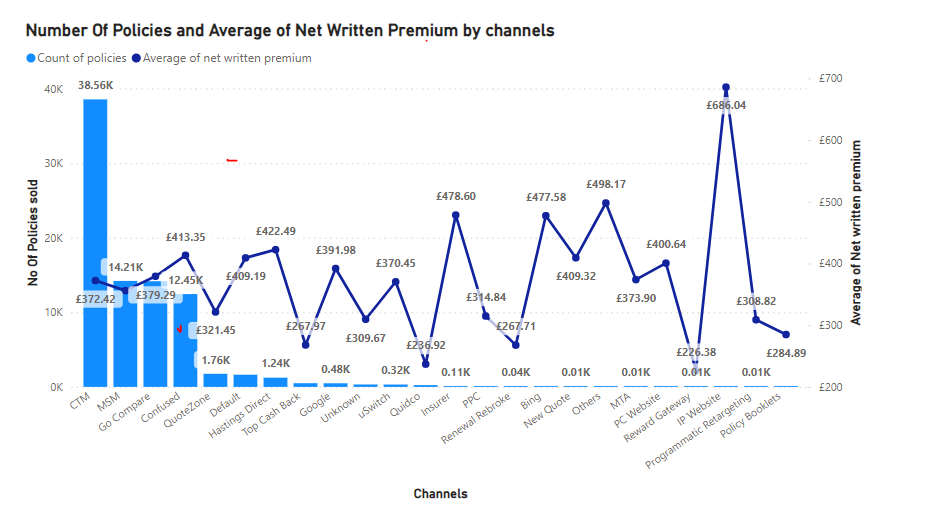 Number Of Policies and Average of Net Written Premium by channels
Count of policies Average of net written premium
40K 30K 20K 10K 0K
No Of Policies sold
£700 £600 £500 £400 £300 £200
Average of Net written premium
38.56K 14.21K 12.45K 1.76K 1.24K 0.48K 0.32K 0.11K 0.04K 0.01K 0.01K 0.01K 0.01K
£372.42 £379.29 £413.35 £321.45 £409.19 £422.49 £267.97 £391.98 £309.67 £370.45 £236.92 £478.60 £314.84 £267.71 £477.58 £409.32 £498.17 £373.90 £400.64 £226.38 £686.04 £308.82 £284.89
CTM
MSM
Go Compare
Confused
QuoteZone
Default
Hastings Direct
Top Cash Back
Google
Unknown
uSwitch
Quidco
Insurer
PPC
Renewal Rebroke
Bing
New Quote
Others
MTA
PC Website
Reward Gateway
IP Website
Programmatic Retargeting
Policy Booklets
Channels